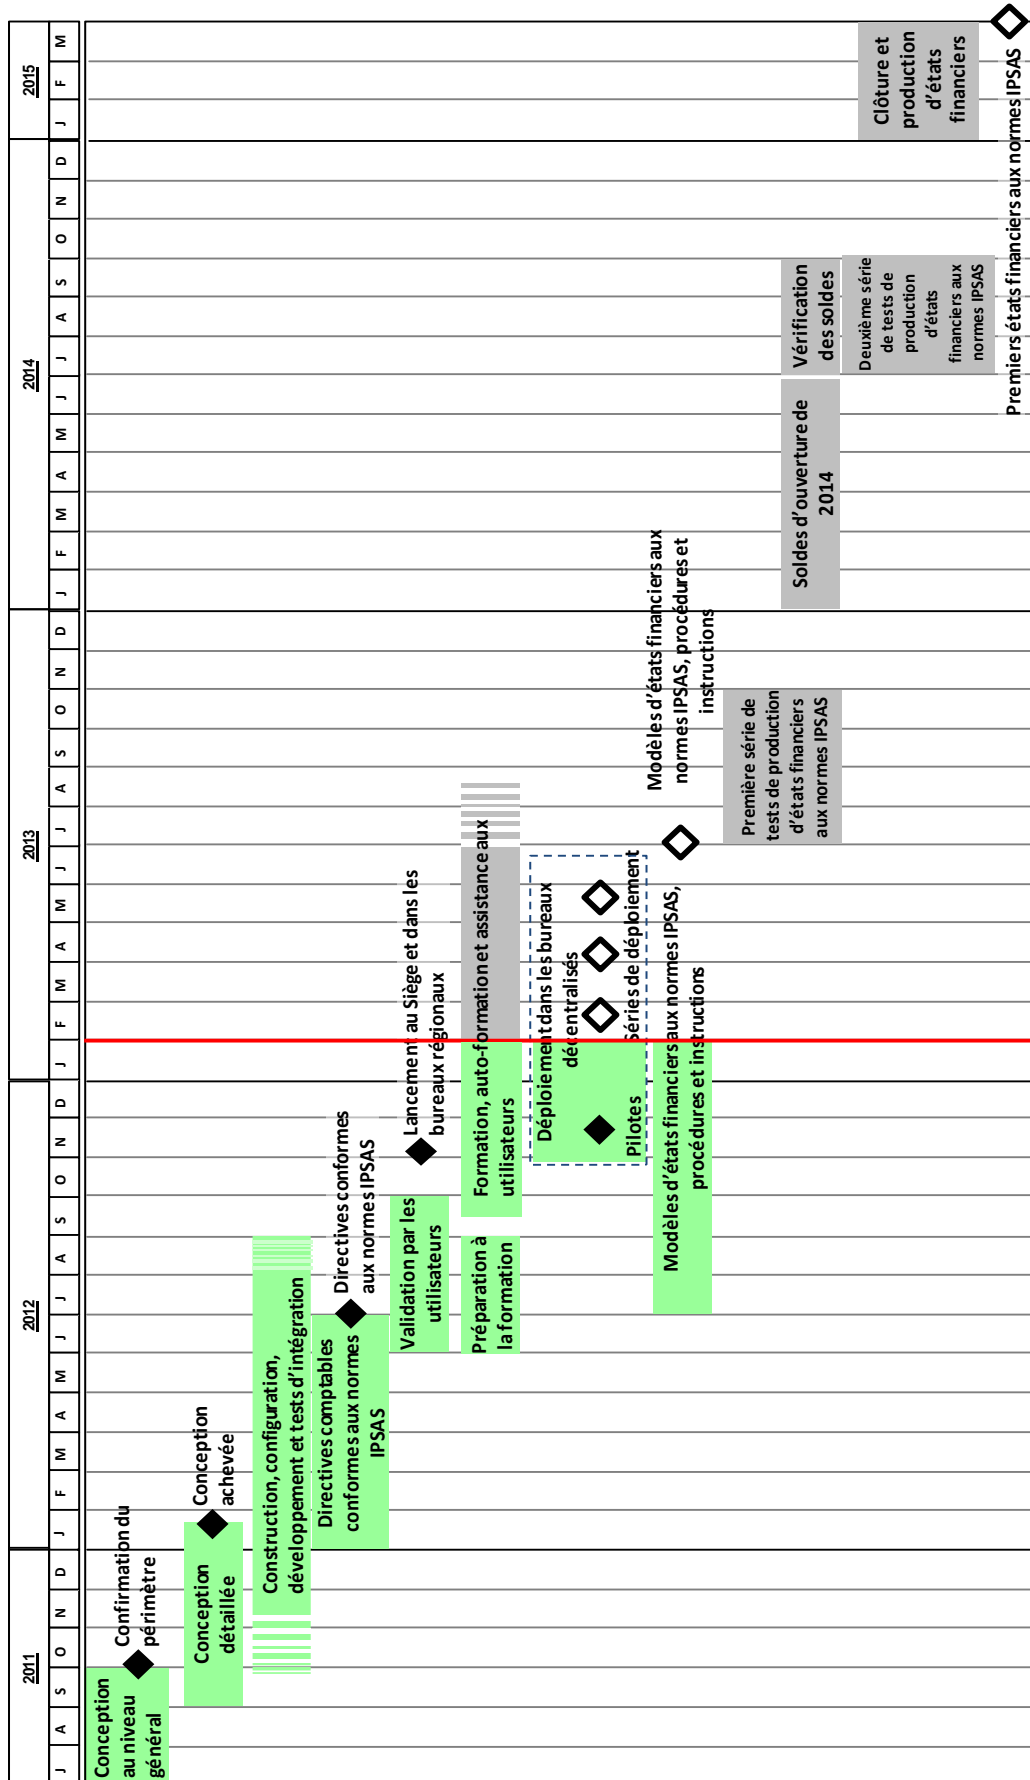 2011 2012 2013 2014 2015
J A S O N D J F M A M J J A S O N D J F M A M J J A S O N D J F M A M J J A S O N D J F M
Conception
au niveau
général
Confirmation du
périmètre
Conception
détaillée
Conception
achevée
Construction, configuration,
développement et tests d'intégration
Directives comptables
conformes aux normes
IPSAS
Directives conformes
aux normes IPSAS
Validation par les
utilisateurs
Lancement au Siège et dans les
bureaux régionaux
Préparation à
la formation
Formation, auto-formation et assistance aux
utilisateurs
Déploiement dans les bureaux
décentralisés
Pilotes
Séries de déploiement
Modèles d'états financiers aux normes IPSAS,
procédures et instructions
Modèles d'états financiers aux
normes IPSAS, procédures et
instructions
Première série de
tests de production
d'états financiers
aux normes IPSAS
Soldes d'ouverture de
2014
Vérification
des soldes
Deuxième série
de tests de
production
d'états
financiers aux
normes IPSAS
Clôture et
production
d'états
financiers
Premiers états financiers aux normes IPSAS